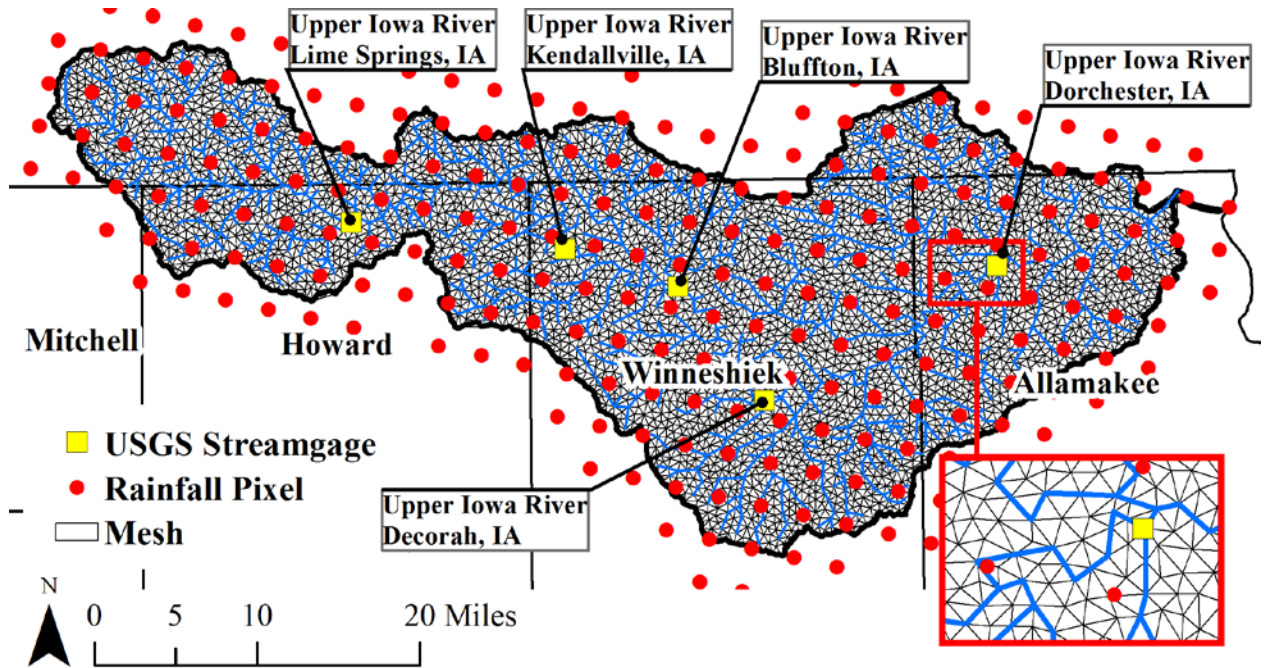 Upper Iowa River
Lime Springs, IA
Upper Iowa River
Kendallville, IA
Upper Iowa River
Bluffton, IA
Upper Iowa River
Dorchester, IA
Mitchell
Howard
Winneshiek
Allamakee
USGS Streamgage
Rainfall Pixel
Mesh
Upper Iowa River
Decorah, IA
N
0 5 10 20 Miles